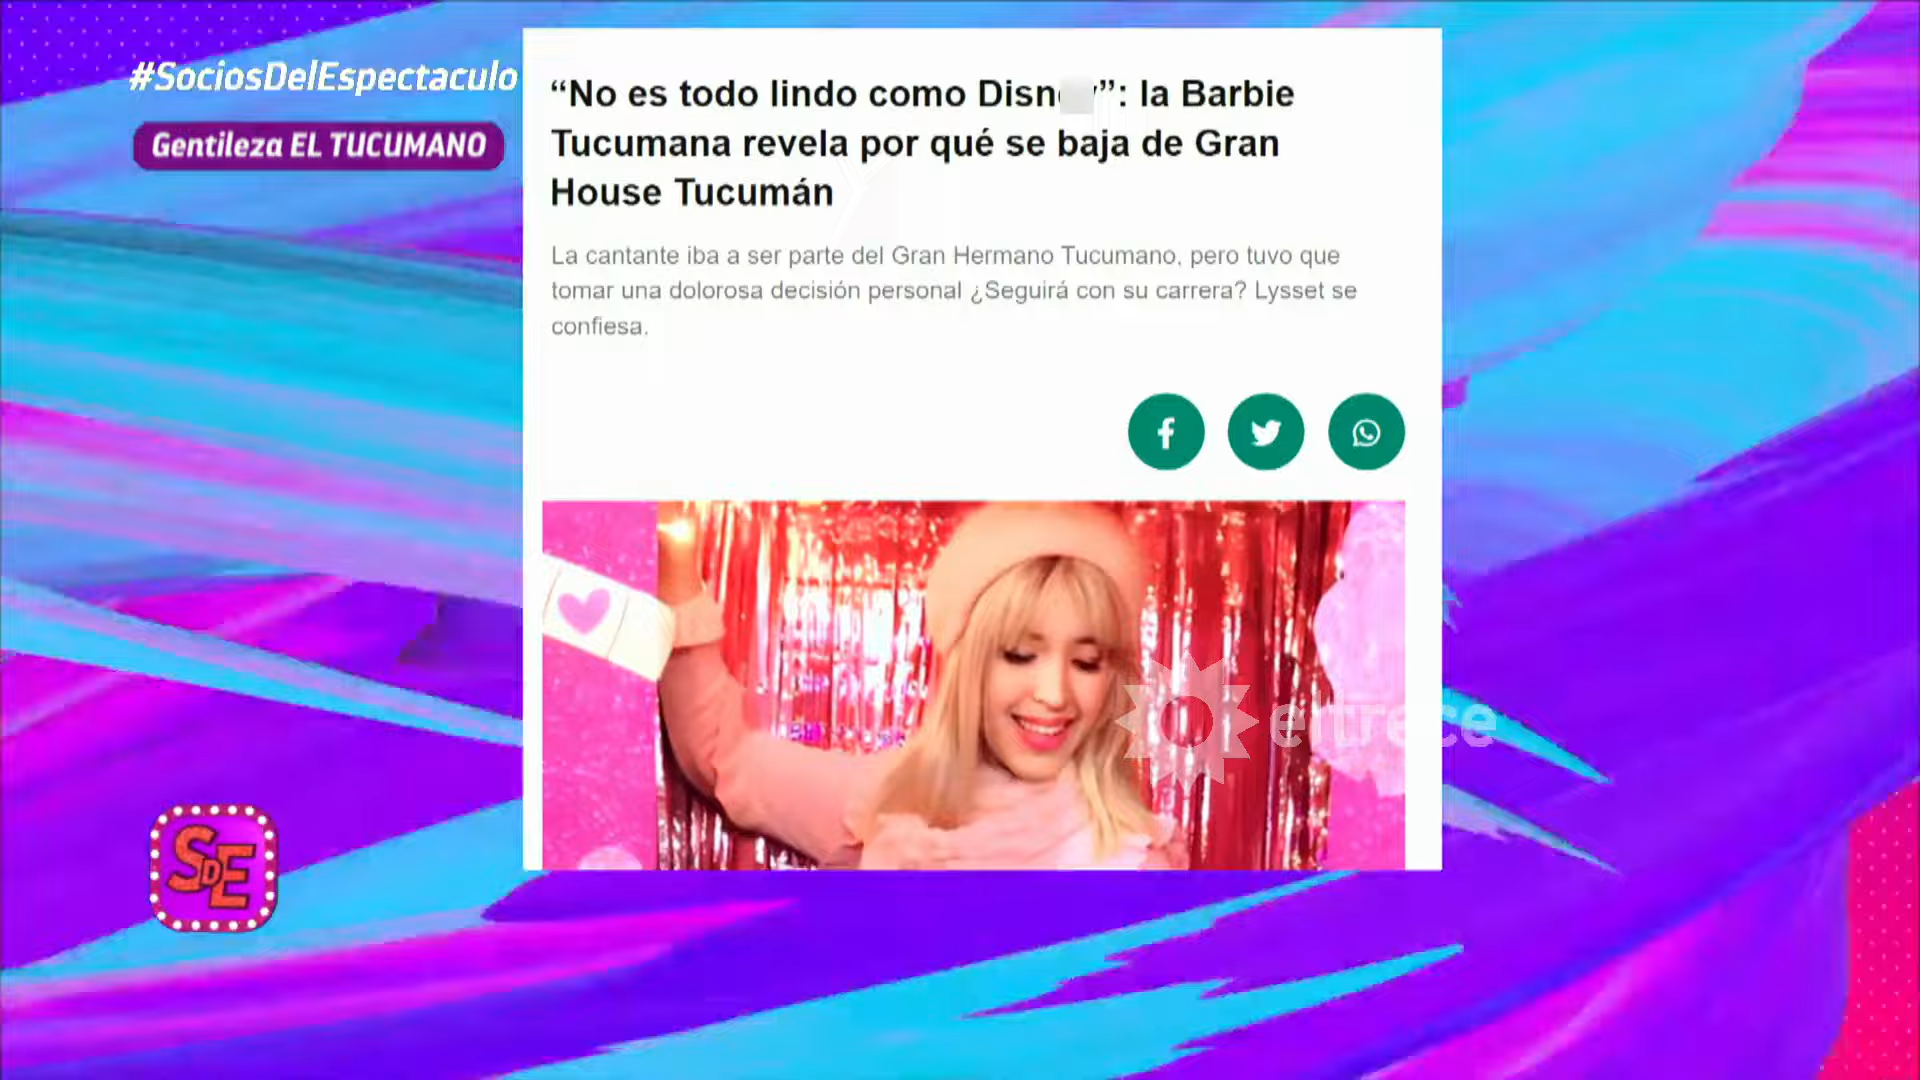 #SociosDelEspectaculo
Gentileza EL TUCUMANO
“No es todo lindo como Disney”: la Barbie
Tucumana revela por qué se baja de Gran
House Tucumán
La cantante iba a ser parte del Gran Hermano Tucumano, pero tuvo que
tomar una dolorosa decisión personal ¿Seguirá con su carrera? Lysset se
confiesa.
eltrece
SDE